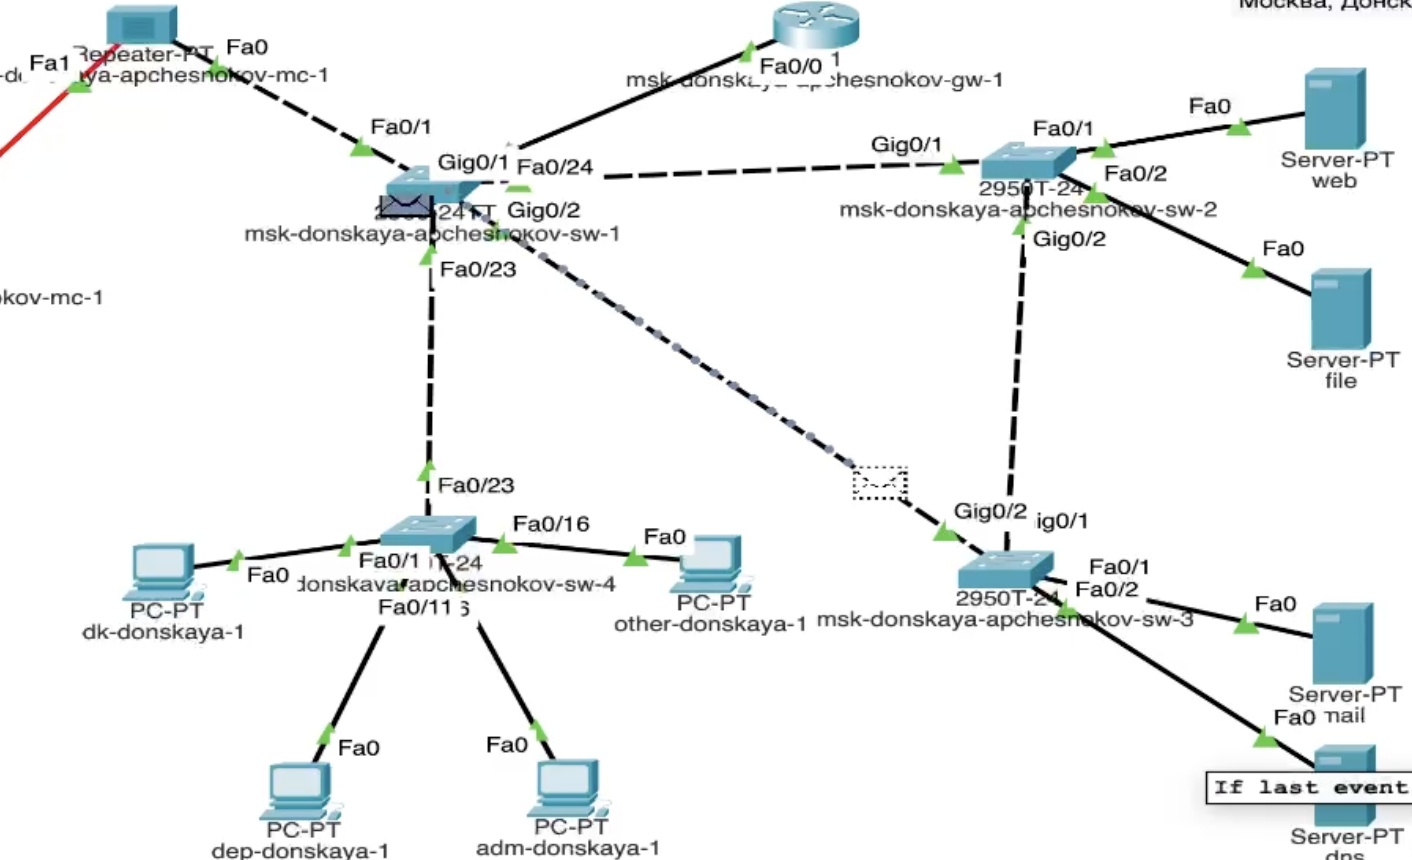 Москва, Донск
Repeater-PT
Fa0
Fa1
ya-apchesnokov-mc-1
Fa0/0
msk-donskaya-apchesnokov-gw-1
Fa0/1
Gig0/1
Fa0/24
Gig0/2
msk-donskaya-apchesnokov-sw-1
Fa0/23
Gig0/1
Fa0/1
Fa0/2
2950T-24
msk-donskaya-apchesnokov-sw-2
Gig0/2
Fa0
Server-PT
web
Fa0
Server-PT
file
kov-mc-1
Fa0/23
Fa0/16
Fa0
Fa0/1
T-24
donskaya-apchesnokov-sw-4
Fa0/11
Fa0
PC-PT
dk-donskaya-1
PC-PT
other-donskaya-1
Fa0
PC-PT
dep-donskaya-1
Fa0
PC-PT
adm-donskaya-1
Gig0/2
ig0/1
Fa0/1
Fa0/2
2950T-24
msk-donskaya-apchesnokov-sw-3
Fa0
Server-PT
mail
Fa0
If last event
Server-PT
dns